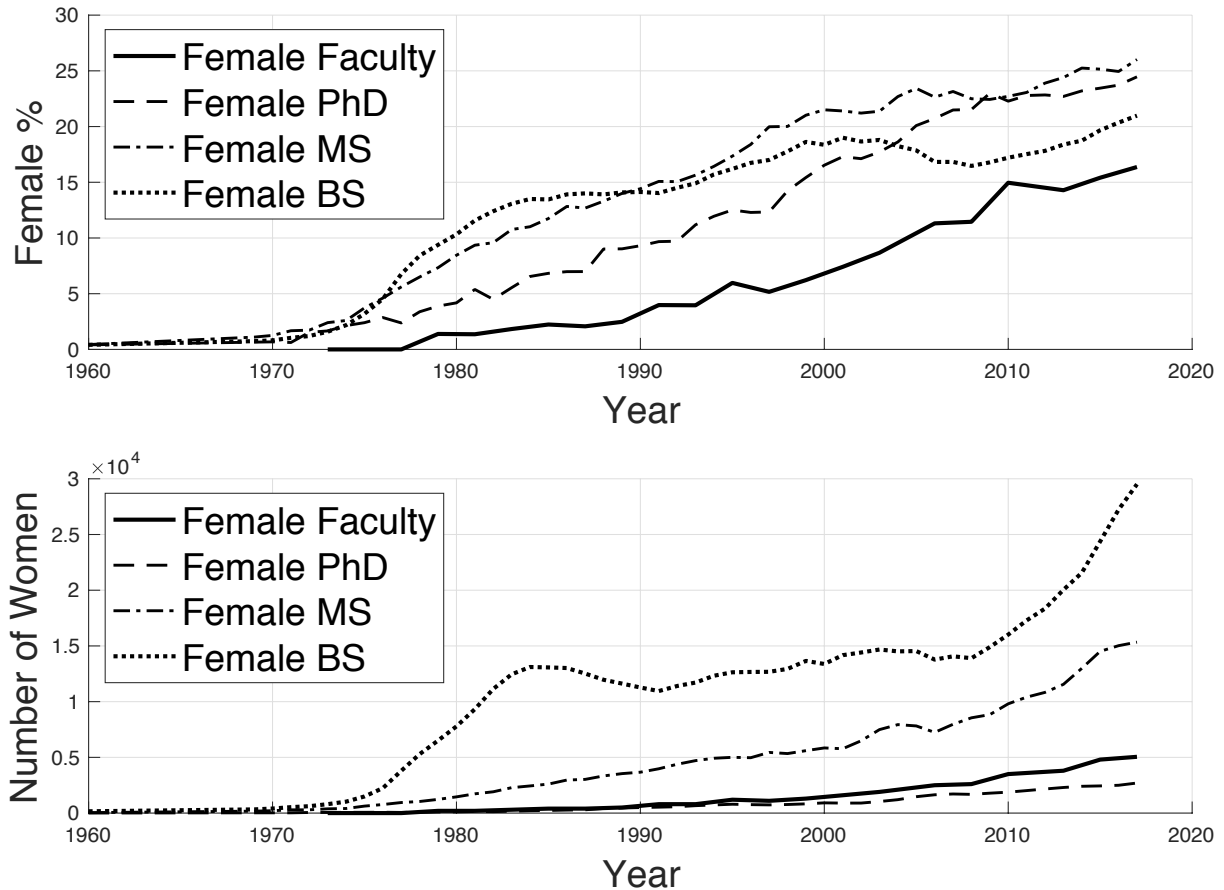 30
25
20
15
10
5
0
Female %
Female Faculty
Female PhD
Female MS
Female BS
1960 1970 1980 1990 2000 2010 2020
Year
×10⁴
3
2.5
2
1.5
1
0.5
0
Number of Women
Female Faculty
Female PhD
Female MS
Female BS
1960 1970 1980 1990 2000 2010 2020
Year